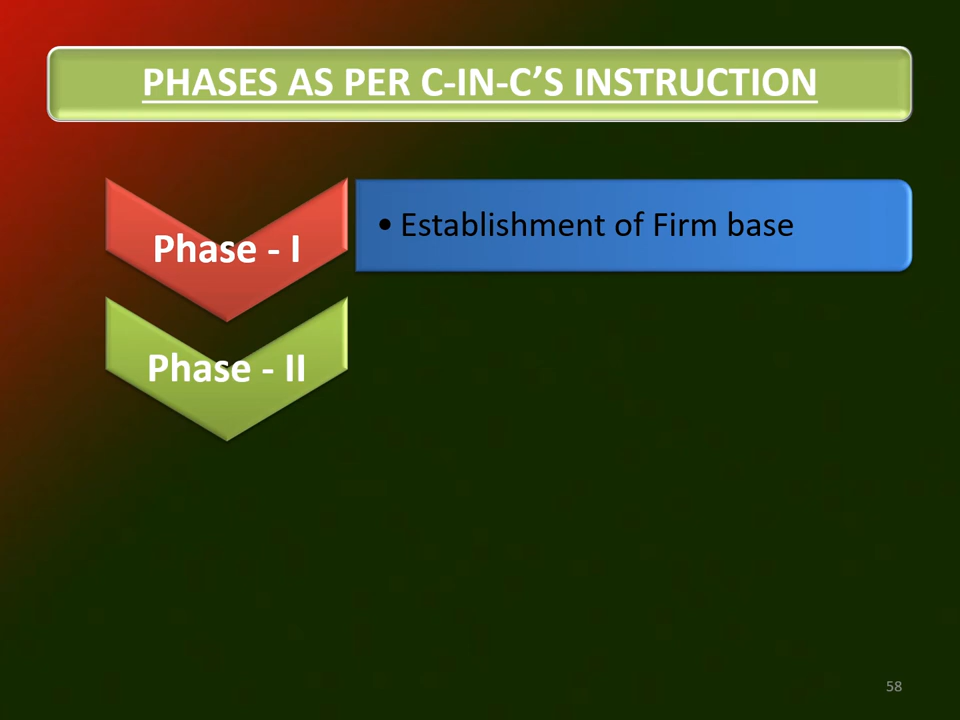 PHASES AS PER C-IN-C’S INSTRUCTION
Phase - I
• Establishment of Firm base
Phase - II
58